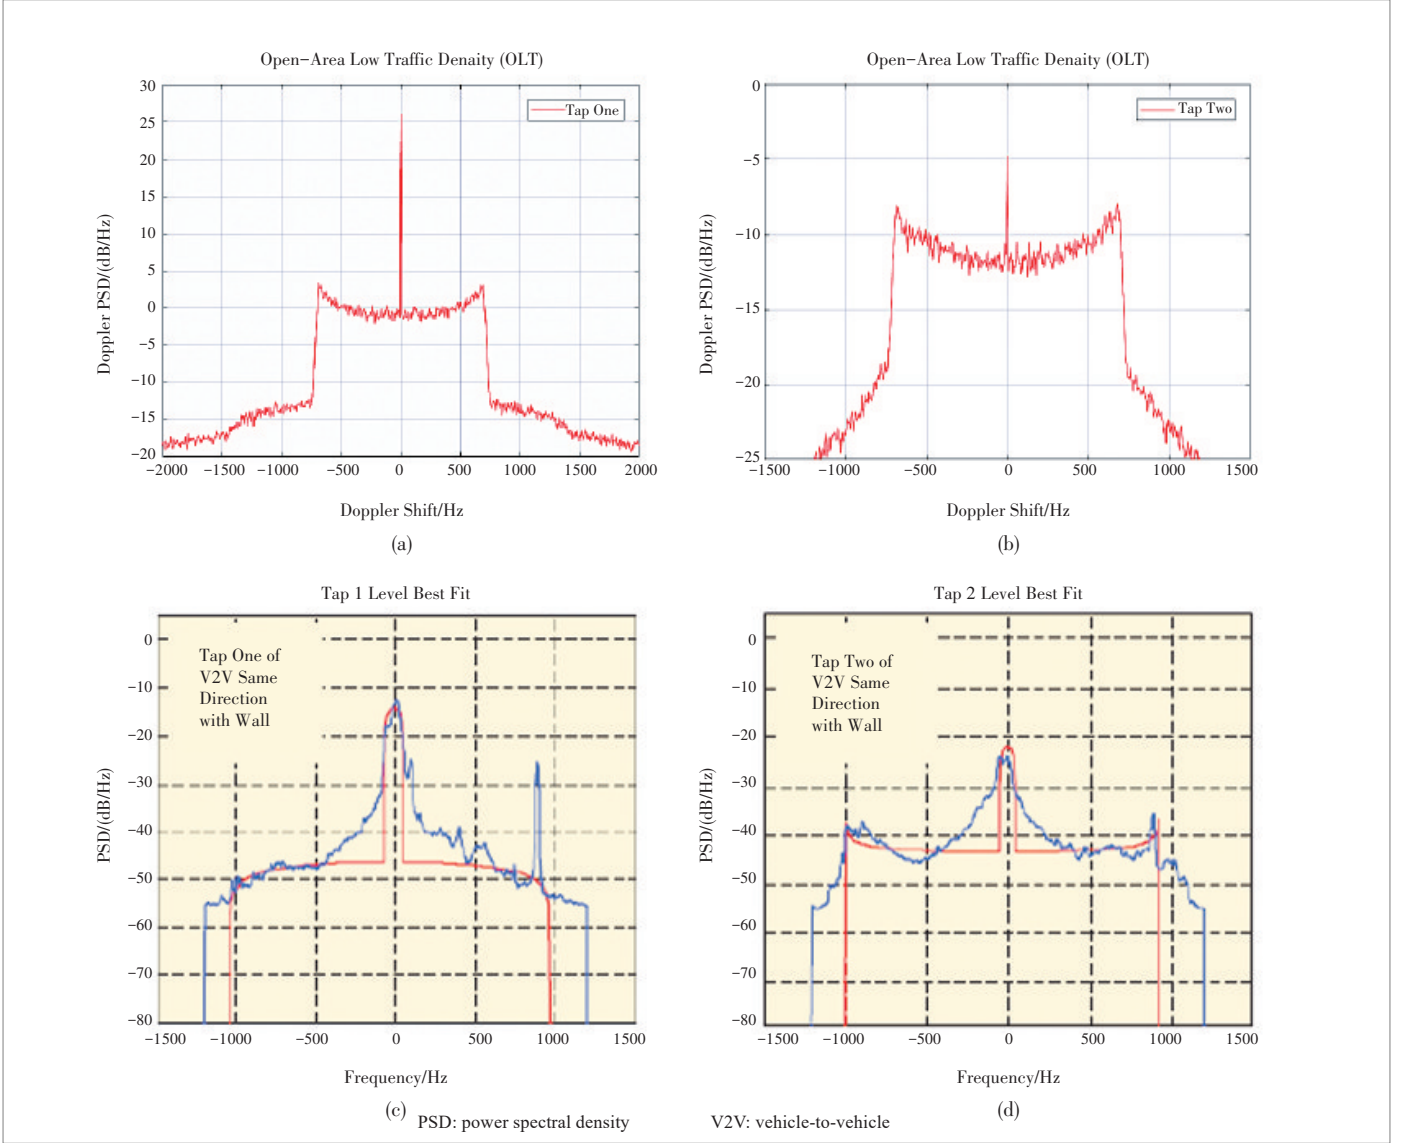 Open-Area Low Traffic Denaity (OLT)
30
25
20
15
10
5
0
-5
-10
-15
-20
Doppler PSD/(dB/Hz)
Tap One
-2000 -1500 -1000 -500 0 500 1000 1500 2000
Doppler Shift/Hz
(a)
Open-Area Low Traffic Denaity (OLT)
0
-5
-10
-15
-20
-25
Doppler PSD/(dB/Hz)
Tap Two
-1500 -1000 -500 0 500 1000 1500
Doppler Shift/Hz
(b)
Tap 1 Level Best Fit
0
-10
-20
-30
-40
-50
-60
-70
-80
PSD/(dB/Hz)
Tap One of
V2V Same
Direction
with Wall
-1500 -1000 -500 0 500 1000 1500
Frequency/Hz
(c)
Tap 2 Level Best Fit
0
-10
-20
-30
-40
-50
-60
-70
-80
PSD/(dB/Hz)
Tap Two of
V2V Same
Direction
with Wall
-1500 -1000 -500 0 500 1000 1500
Frequency/Hz
(d)
PSD: power spectral density V2V: vehicle-to-vehicle